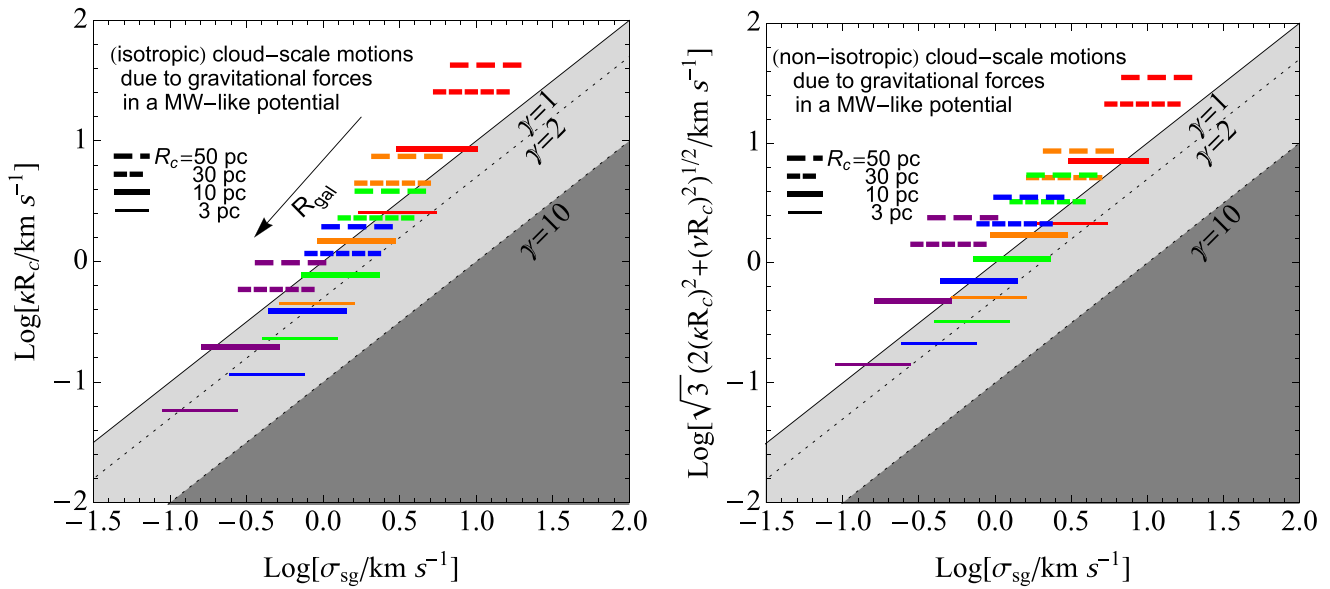 (isotropic) cloud−scale motions
due to gravitational forces
in a MW−like potential
R_c=50 pc
30 pc
10 pc
3 pc
R_gal
γ=1
γ=2
γ=10
2
1
0
−1
−2
Log[κR_c/km s⁻¹]
−1.5 −1.0 −0.5 0.0 0.5 1.0 1.5 2.0
Log[σ_sg/km s⁻¹]
(non−isotropic) cloud−scale motions
due to gravitational forces
in a MW−like potential
R_c=50 pc
30 pc
10 pc
3 pc
γ=1
γ=2
γ=10
2
1
0
−1
−2
Log[√3 (2(κR_c)²+(νR_c)²)^1/2/km s⁻¹]
−1.5 −1.0 −0.5 0.0 0.5 1.0 1.5 2.0
Log[σ_sg/km s⁻¹]